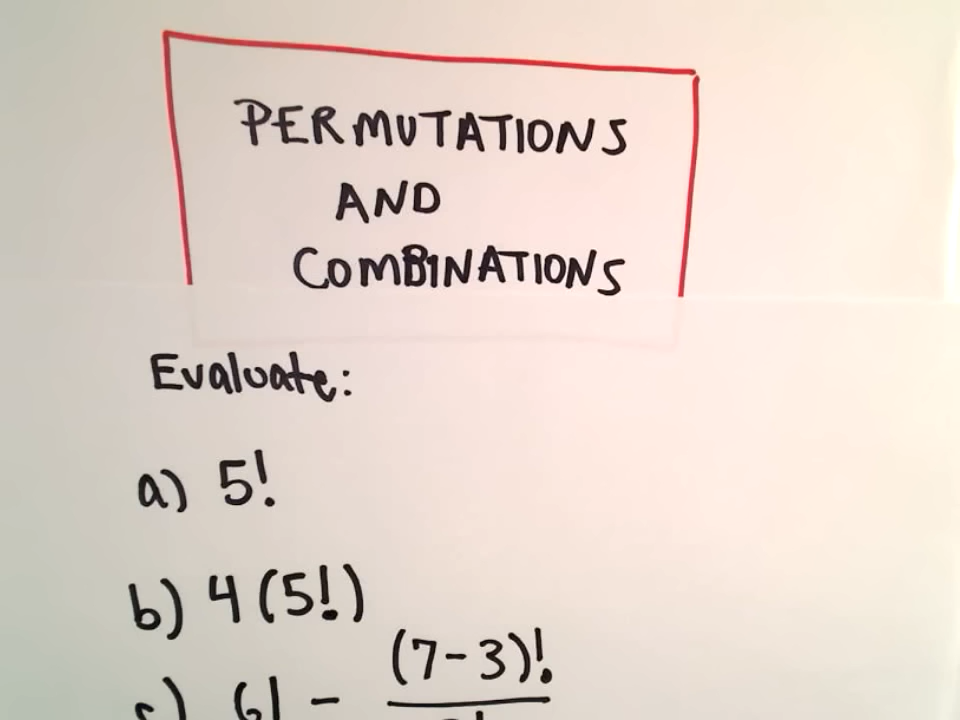 PERMUTATIONS
AND
COMBINATIONS
Evaluate:
a) 5!
b) 4(5!)
(7-3)!